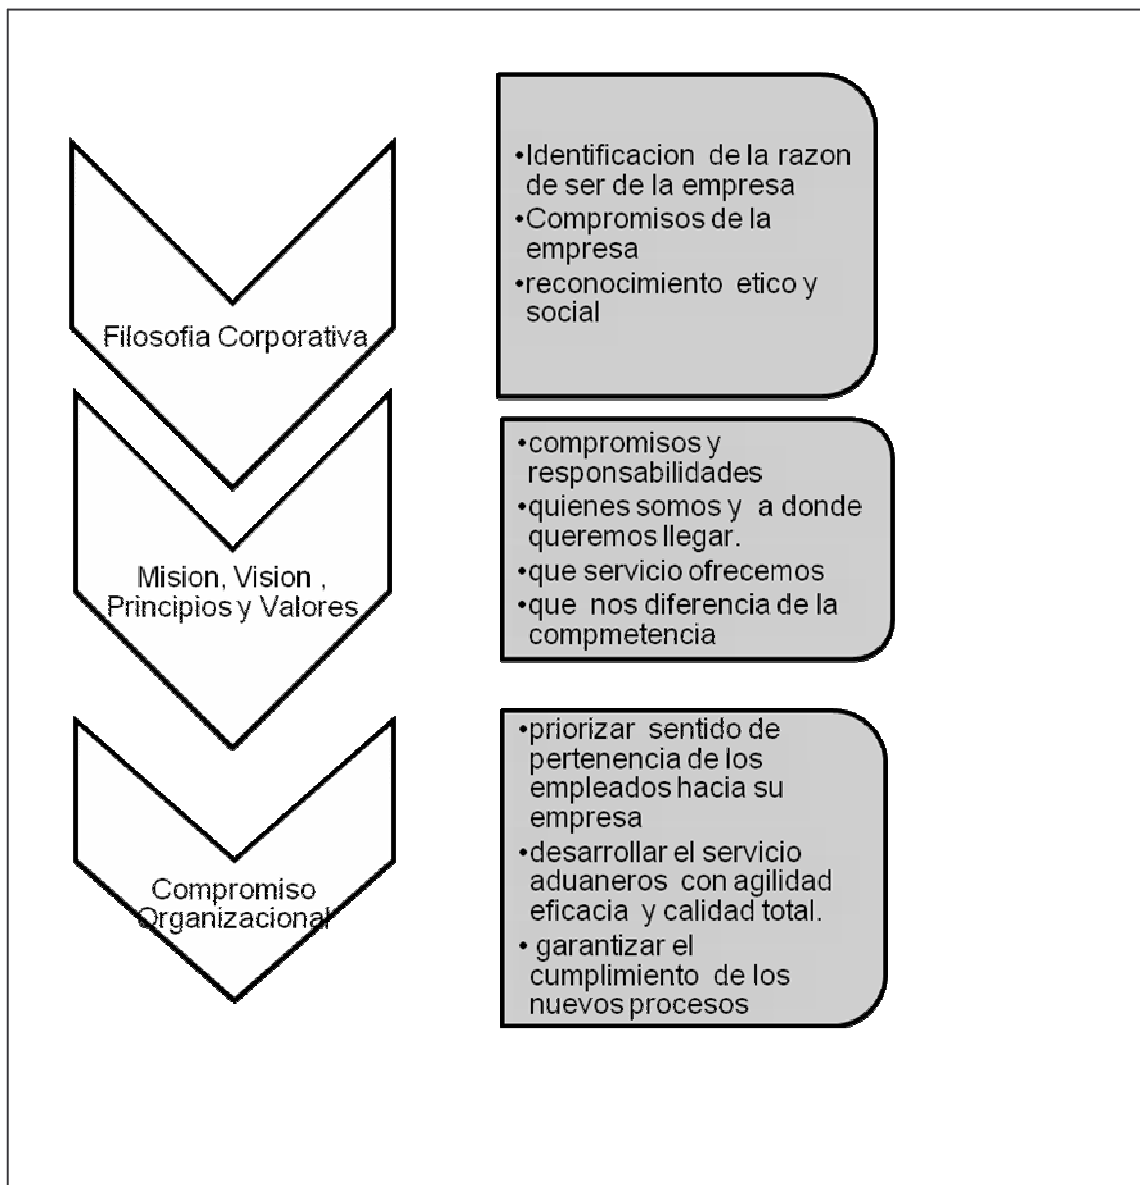 Filosofia Corporativa
•Identificacion de la razon
de ser de la empresa
•Compromisos de la
empresa
•reconocimiento etico y
social
Mision, Vision ,
Principios y Valores
•compromisos y
responsabilidades
•quienes somos y a donde
queremos llegar.
•que servicio ofrecemos
•que nos diferencia de la
compmetencia
Compromiso
Organizacional
•priorizar sentido de
pertenencia de los
empleados hacia su
empresa
•desarrollar el servicio
aduaneros con agilidad
eficacia y calidad total.
• garantizar el
cumplimiento de los
nuevos procesos